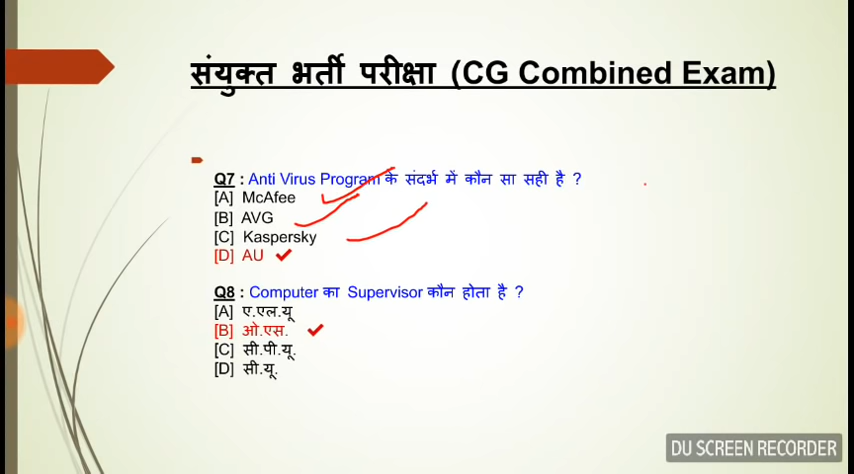 संयुक्त भर्ती परीक्षा (CG Combined Exam)
Q7 : Anti Virus Program के संदर्भ में कौन सा सही है ?
[A] McAfee
[B] AVG
[C] Kaspersky
[D] AU
Q8 : Computer का Supervisor कौन होता है ?
[A] ए.एल.यू
[B] ओ.एस.
[C] सी.पी.यू.
[D] सी.यू.
DU SCREEN RECORDER